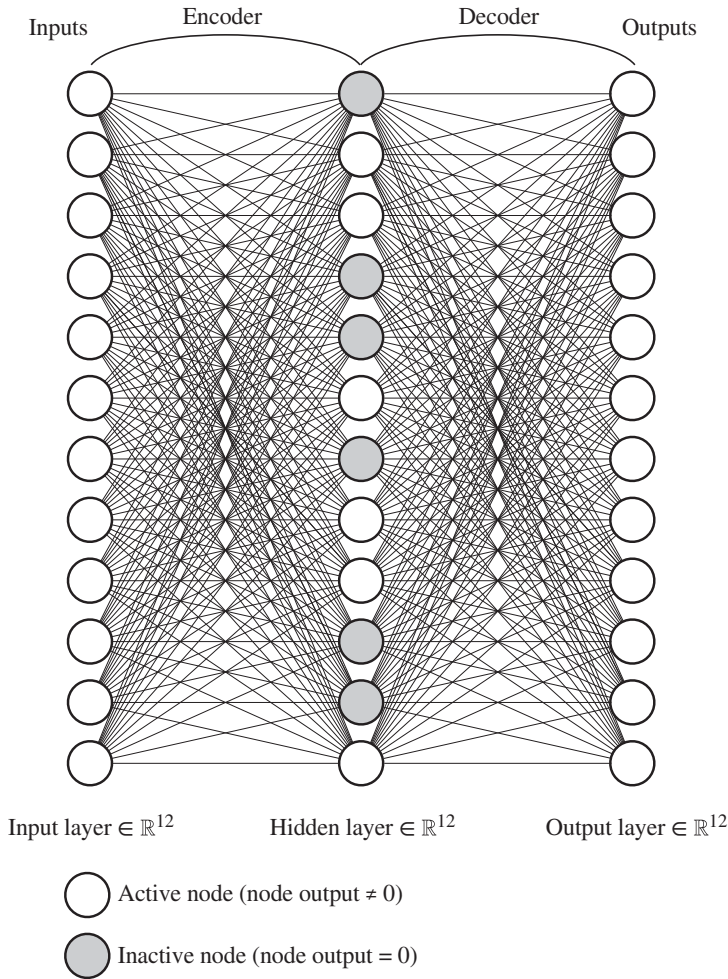 Encoder
Decoder
Inputs
Outputs
Input layer ∈ ℝ¹²
Hidden layer ∈ ℝ¹²
Output layer ∈ ℝ¹²
Active node (node output ≠ 0)
Inactive node (node output = 0)